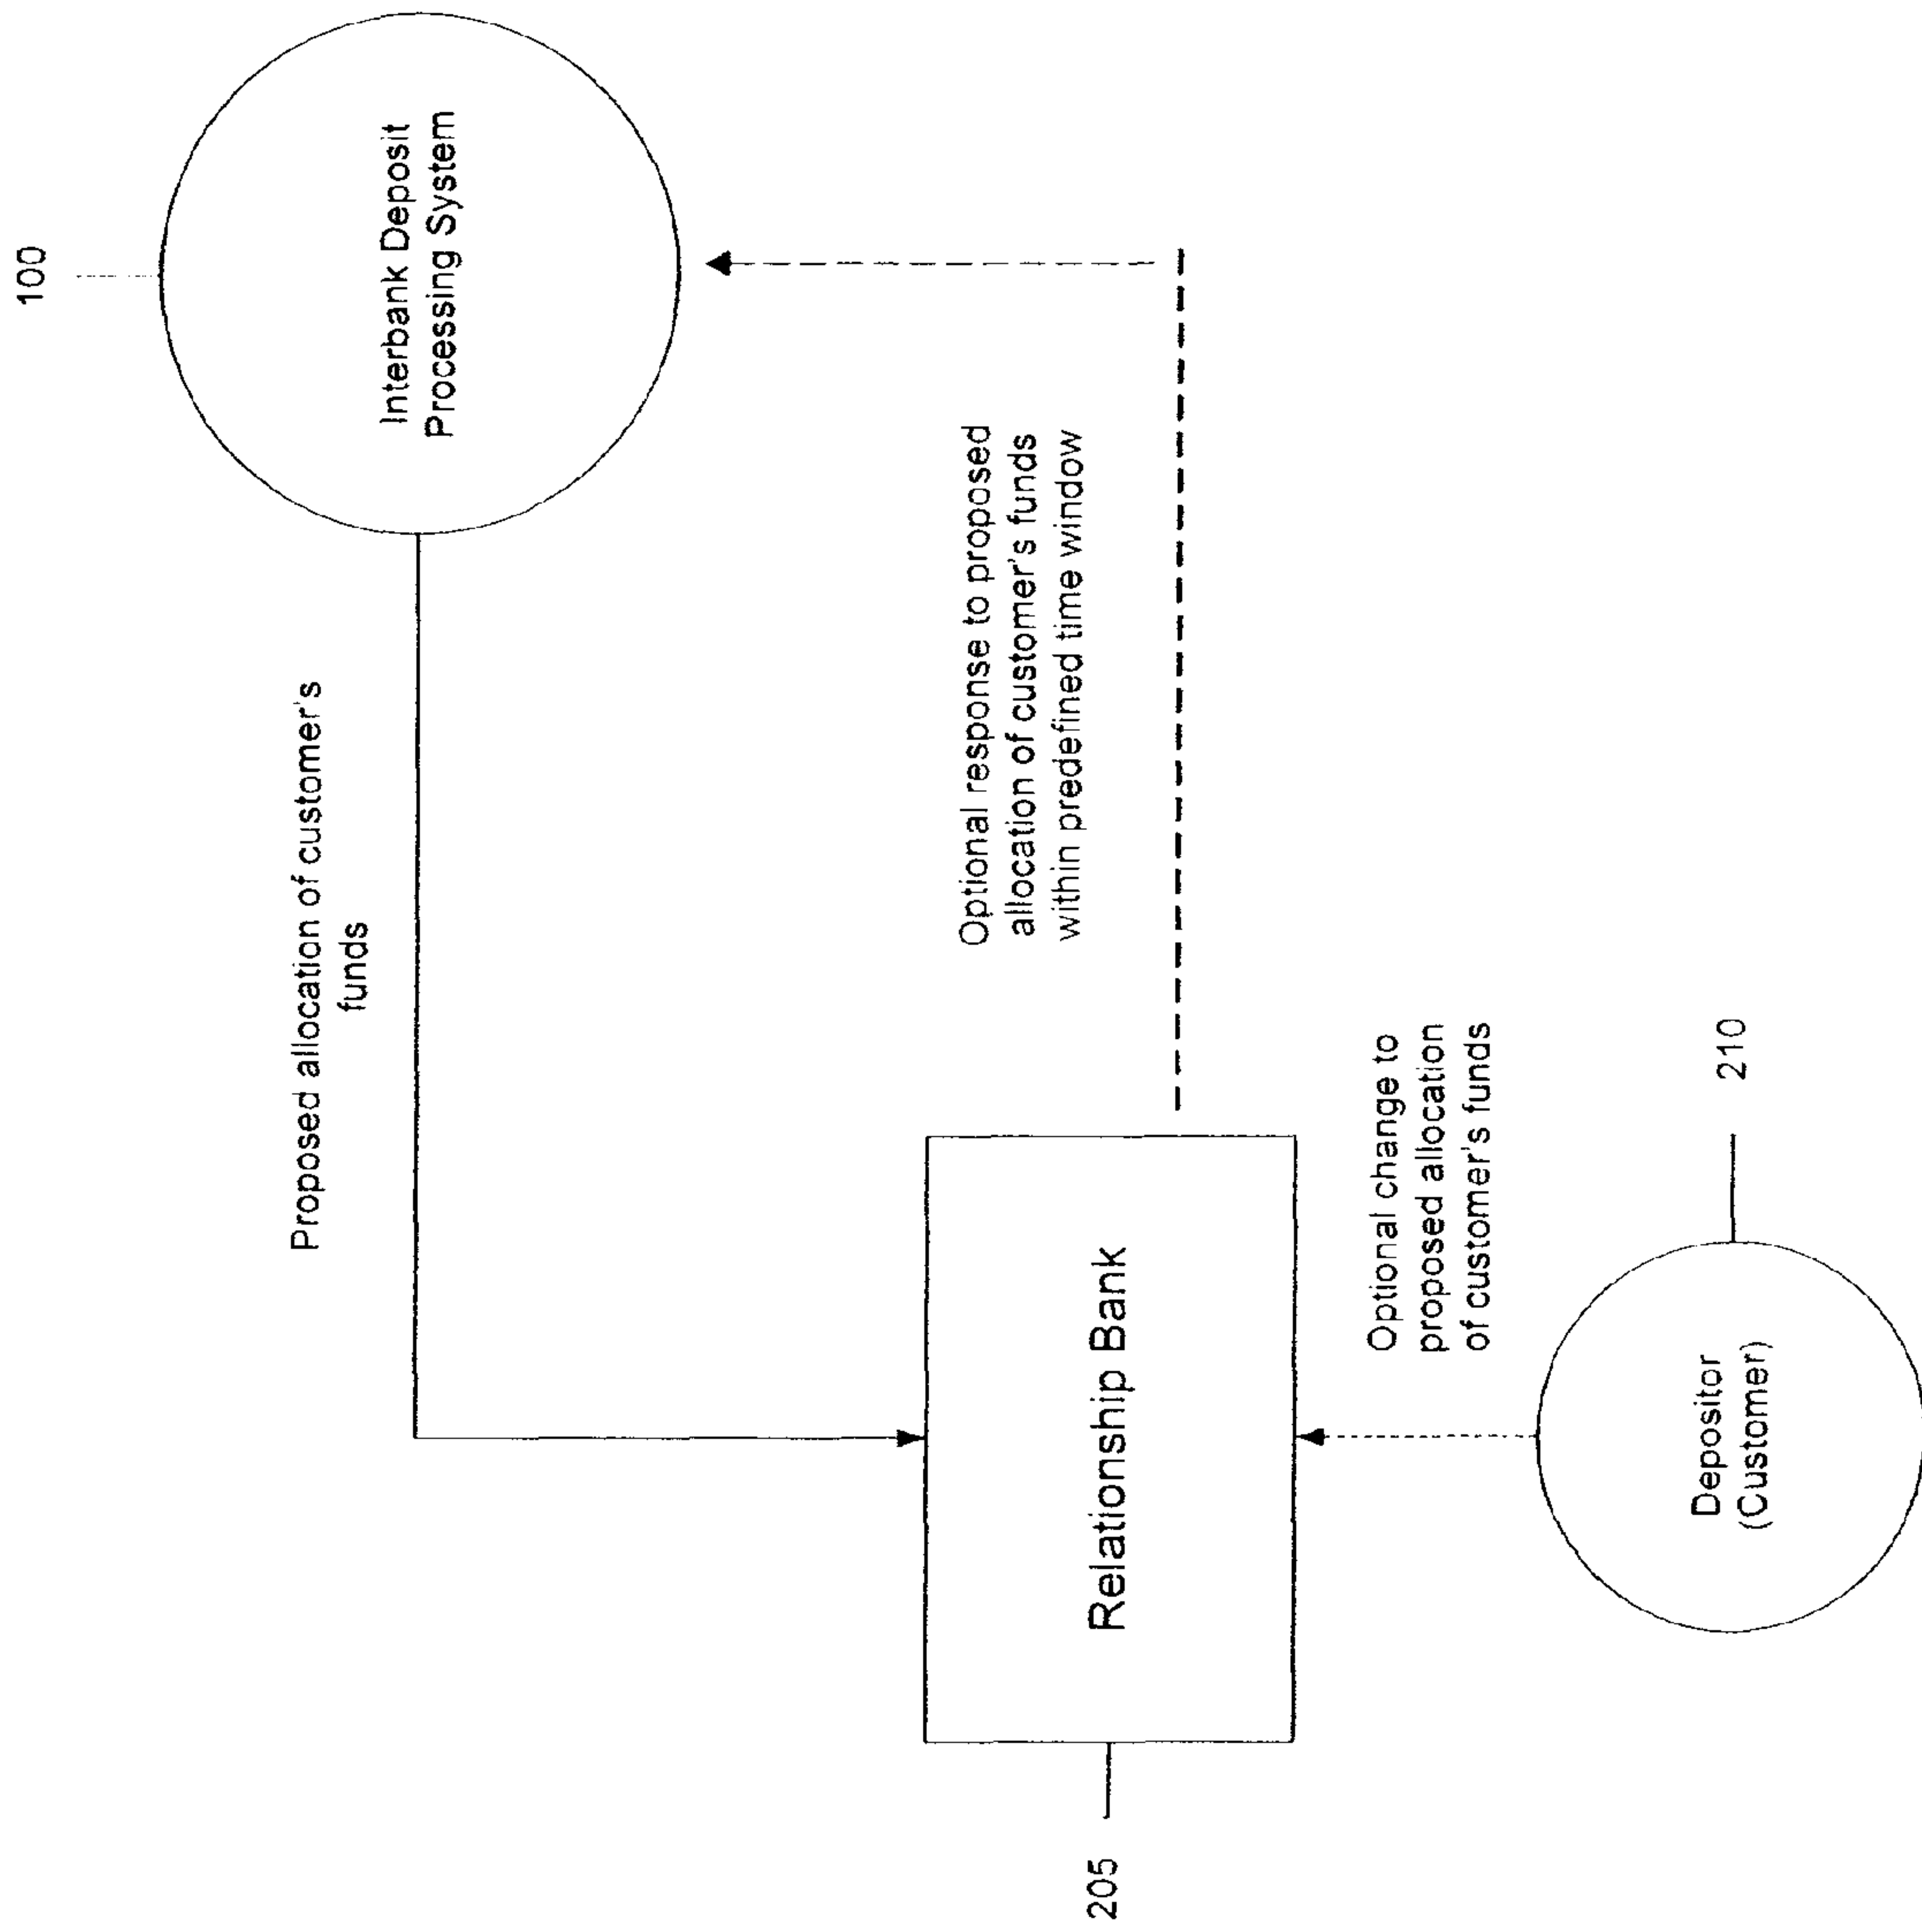 100
Interbank Deposit
Processing System
Proposed allocation of customer's
funds
Optional response to proposed
allocation of customer's funds
within predefined time window
Relationship Bank
205
Optional change to
proposed allocation
of customer's funds
Depositor
(Customer)
210